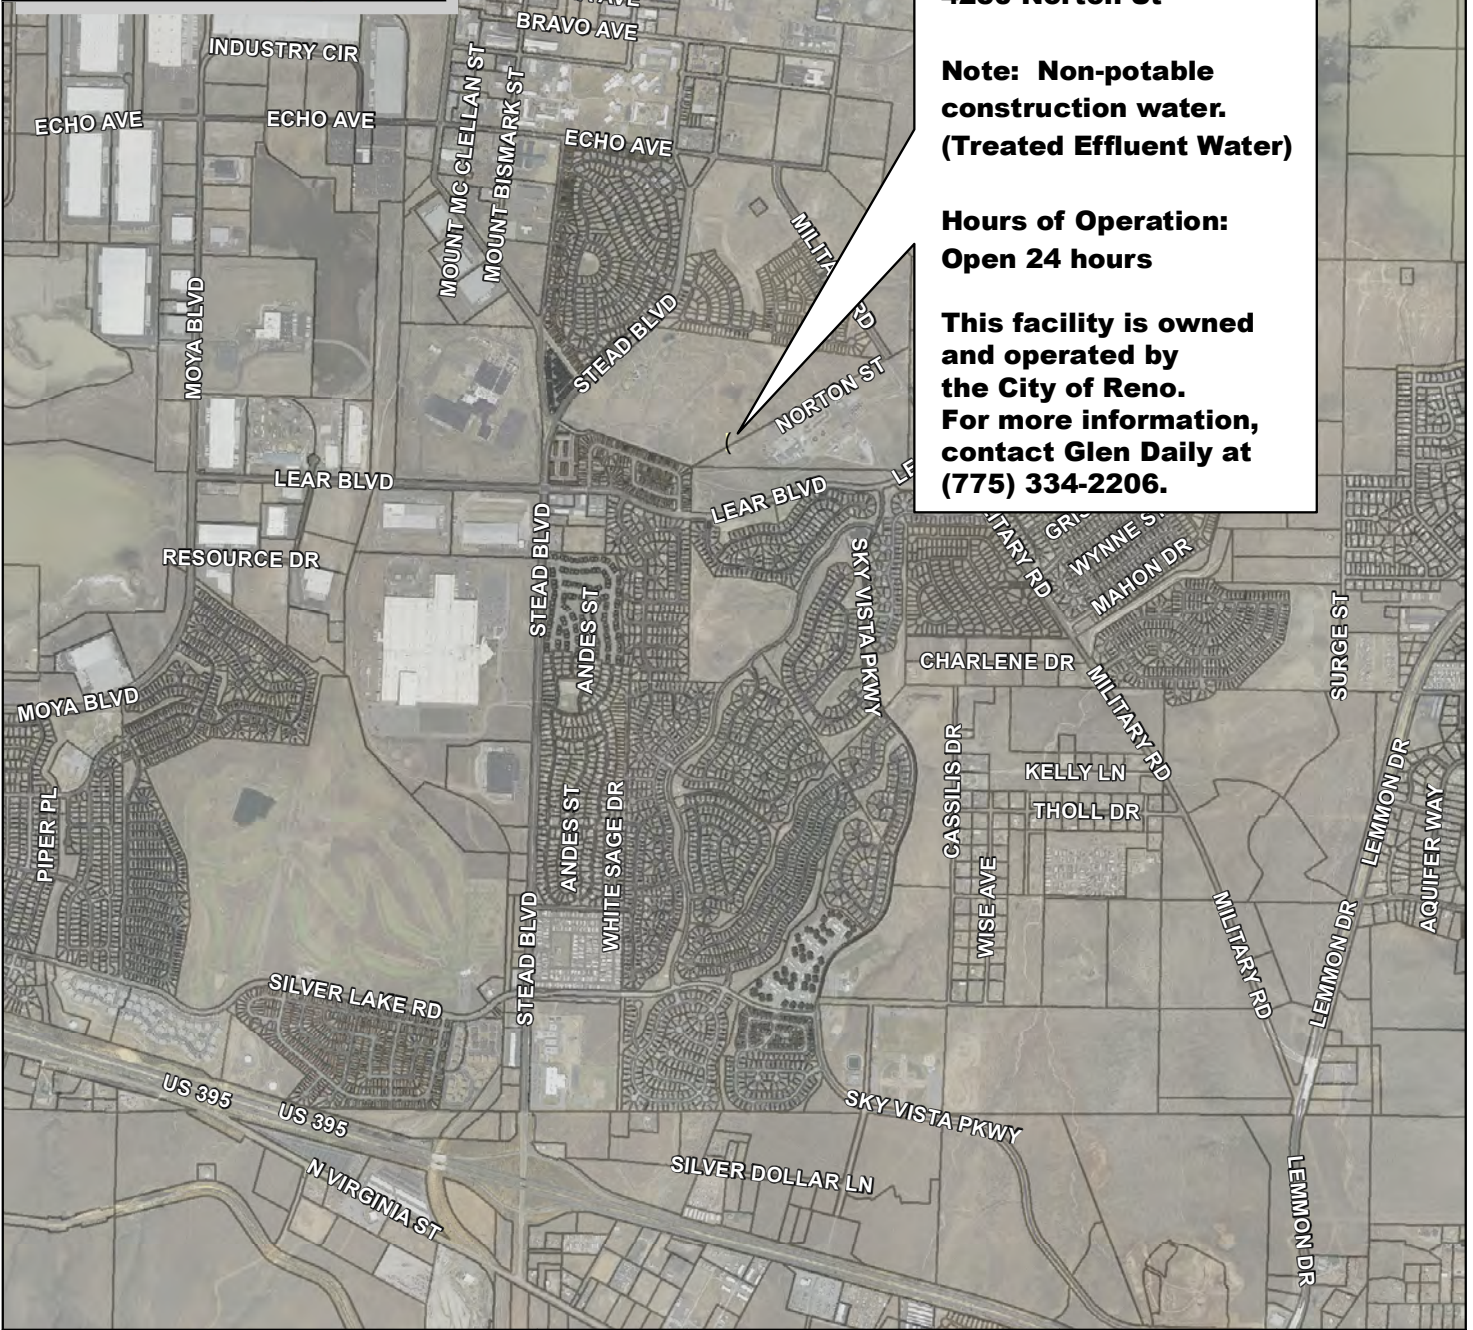 BRAVO AVE
INDUSTRY CIR
ECHO AVE
ECHO AVE
ECHO AVE
MOUNT MC CLELLAN ST
MOUNT BISMARK ST
Norton St
Note: Non-potable
construction water.
(Treated Effluent Water)
Hours of Operation:
Open 24 hours
This facility is owned
and operated by
the City of Reno.
For more information,
contact Glen Daily at
(775) 334-2206.
MOYA BLVD
STEAD BLVD
RD
NORTON ST
LEAR BLVD
LEAR BLVD
RESOURCE DR
STEAD BLVD
ANDES ST
SKY VISTA PKWY
RD
WYNNE
MAHON DR
CHARLENE DR
SURGE ST
MOYA BLVD
MILITARY RD
CASSILIS DR
KELLY LN
THOLL DR
LEMMON DR
AQUIFER WAY
PIPER PL
ANDES ST
WHITE SAGE DR
WISE AVE
STEAD BLVD
MILITARY RD
LEMMON DR
SILVER LAKE RD
US 395
US 395
SKY VISTA PKWY
SILVER DOLLAR LN
N VIRGINIA ST
LEMMON DR